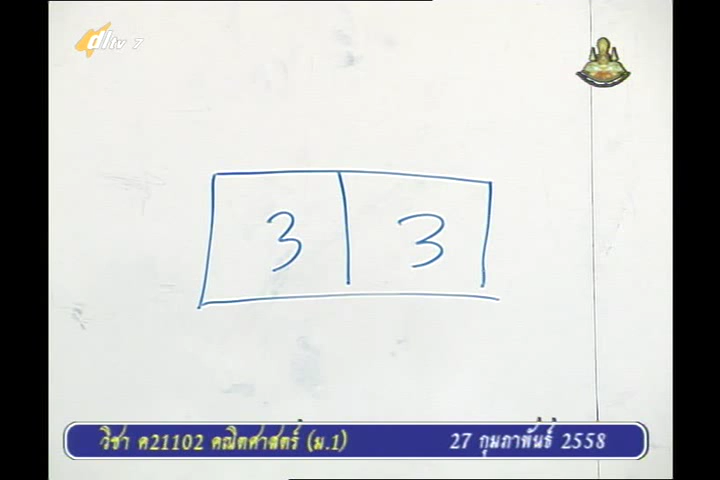 dltv 7
3 3
วิชา ค21102 คณิตศาสตร์ (ม.1) 27 กุมภาพันธ์ 2558